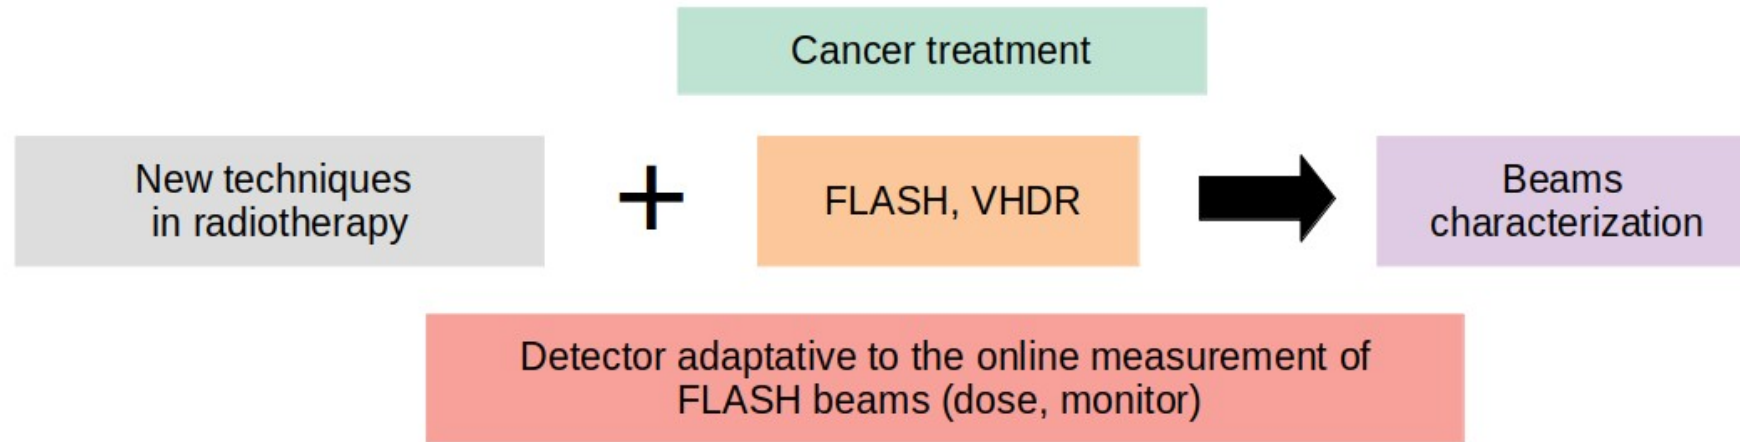 Cancer treatment
New techniques
in radiotherapy
+
FLASH, VHDR
Beams
characterization
Detector adaptative to the online measurement of
FLASH beams (dose, monitor)